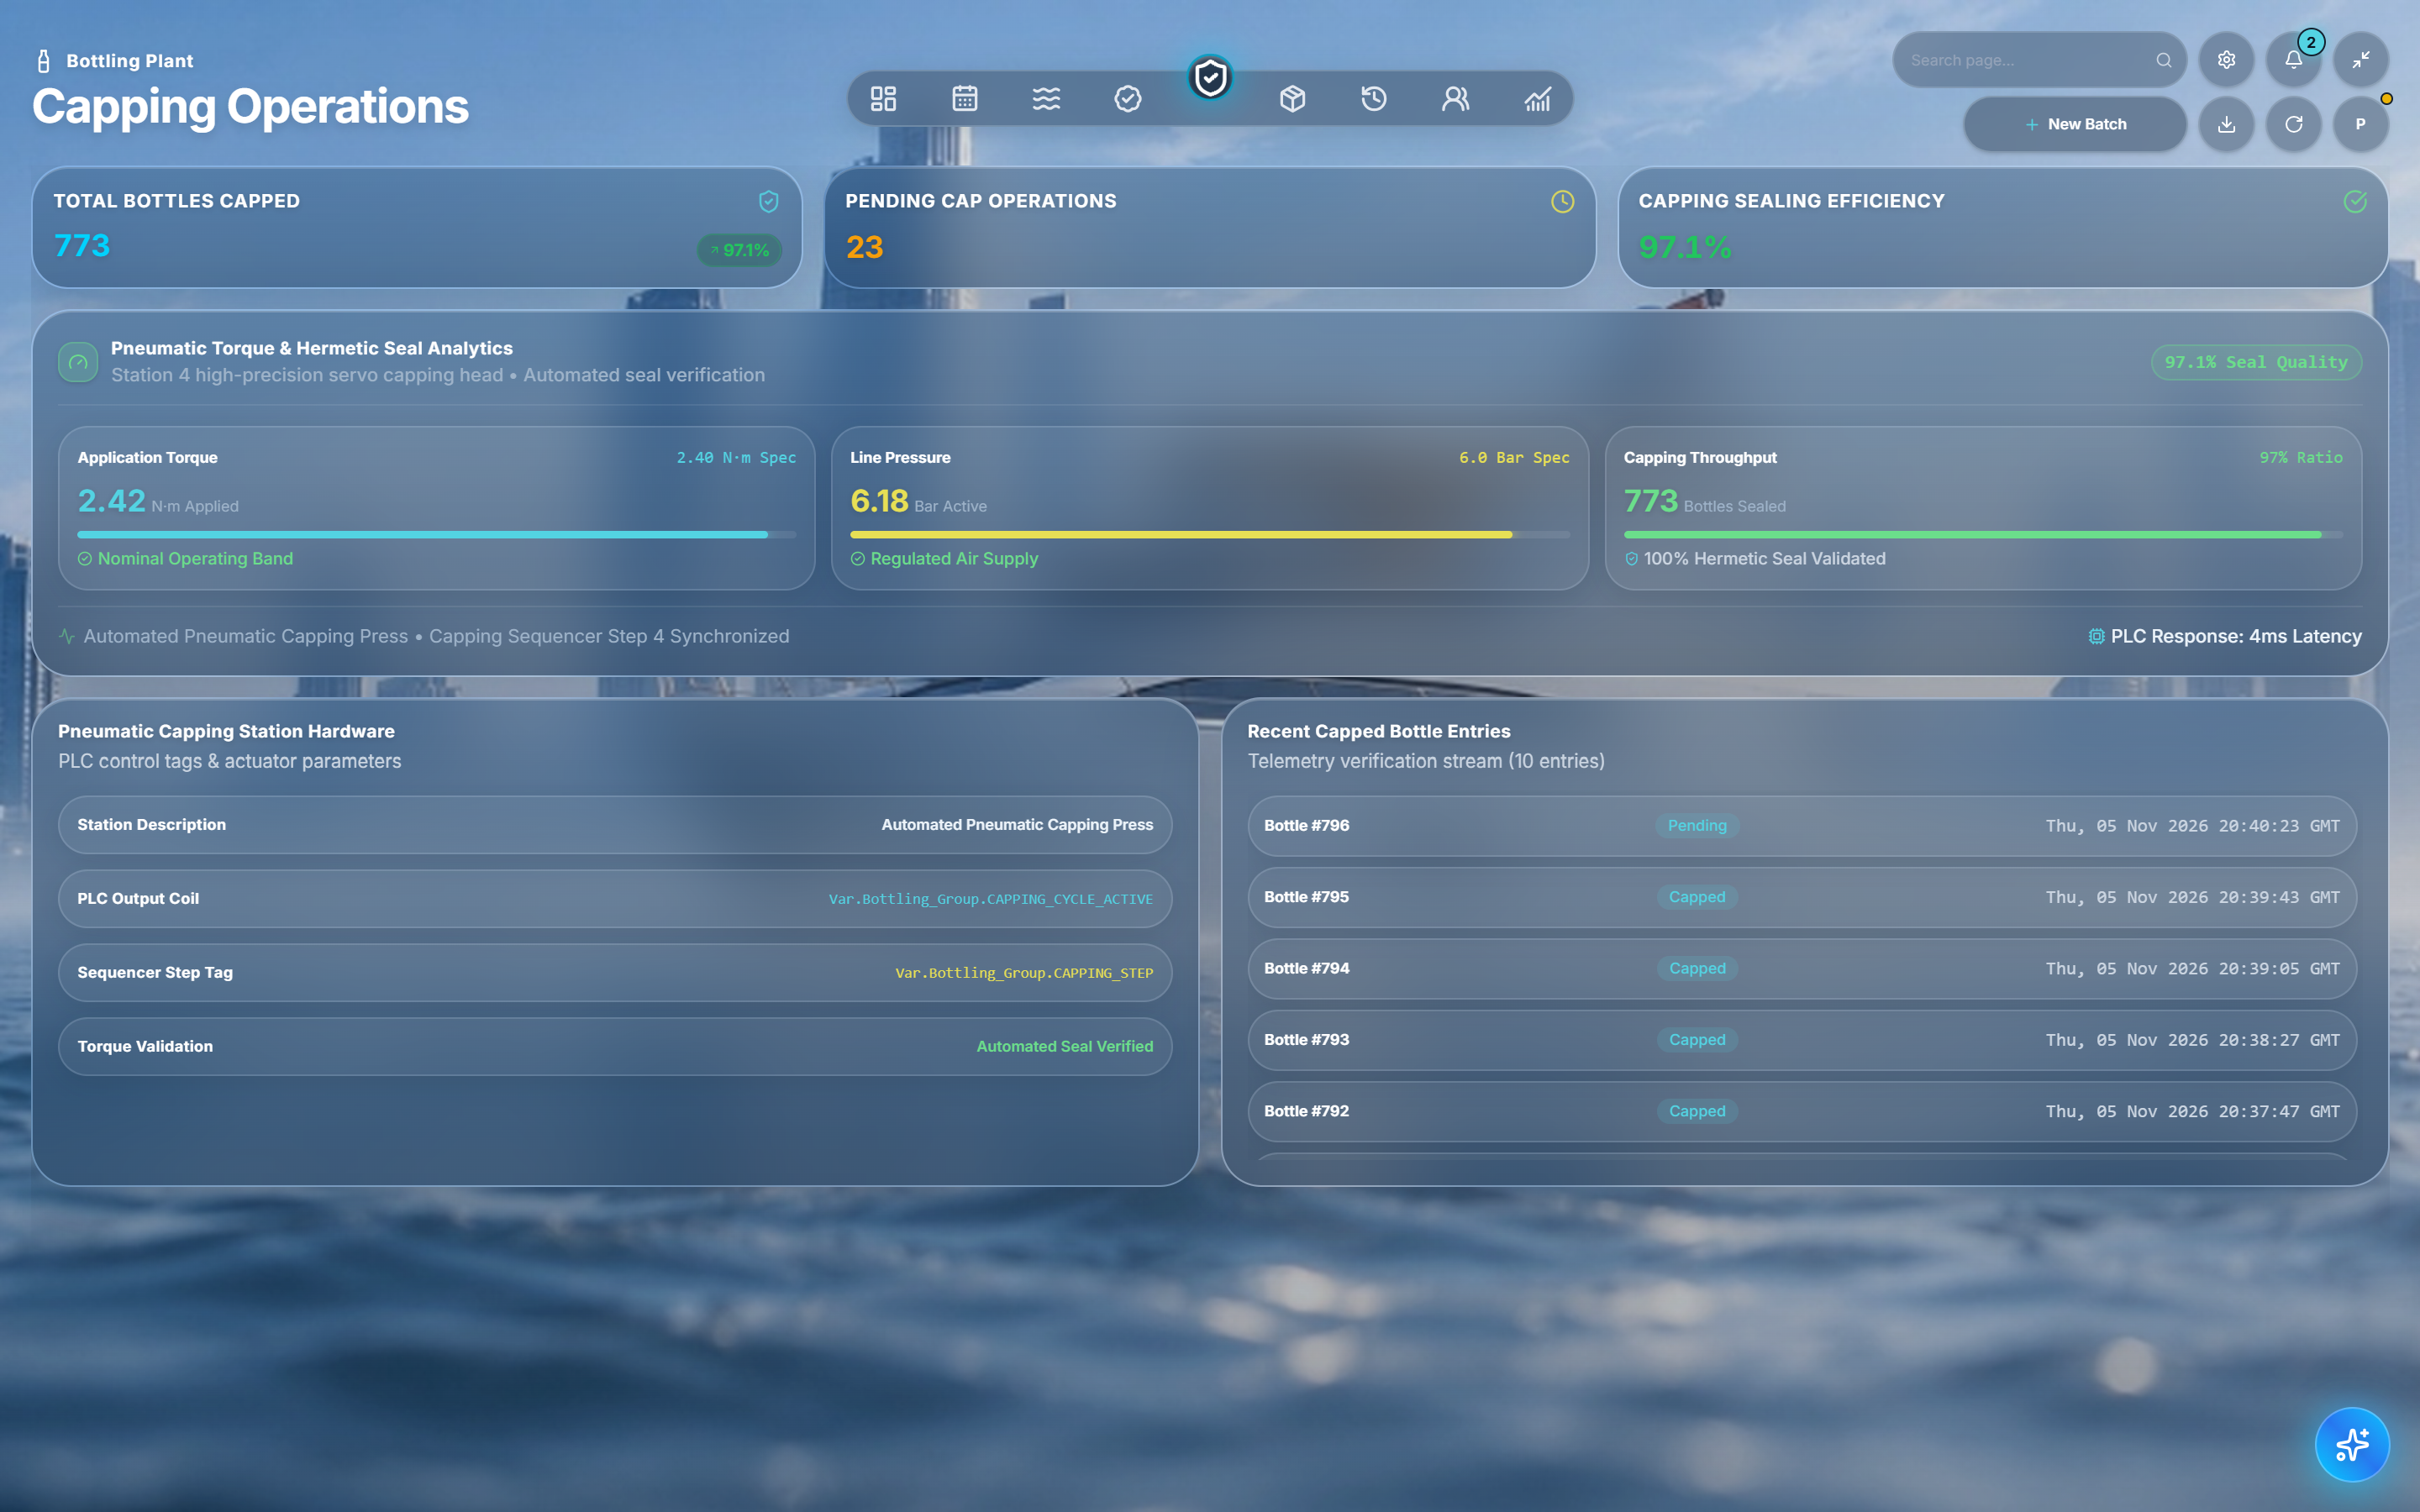 Bottling Plant
Capping Operations
Search page...
2
+ New Batch
P
TOTAL BOTTLES CAPPED
773
97.1%
PENDING CAP OPERATIONS
23
CAPPING SEALING EFFICIENCY
97.1%
Pneumatic Torque & Hermetic Seal Analytics
Station 4 high-precision servo capping head • Automated seal verification
97.1% Seal Quality
Application Torque
2.40 N·m Spec
2.42 N·m Applied
Nominal Operating Band
Line Pressure
6.0 Bar Spec
6.18 Bar Active
Regulated Air Supply
Capping Throughput
97% Ratio
773 Bottles Sealed
100% Hermetic Seal Validated
Automated Pneumatic Capping Press • Capping Sequencer Step 4 Synchronized
PLC Response: 4ms Latency
Pneumatic Capping Station Hardware
PLC control tags & actuator parameters
Station Description
Automated Pneumatic Capping Press
PLC Output Coil
Var.Bottling_Group.CAPPING_CYCLE_ACTIVE
Sequencer Step Tag
Var.Bottling_Group.CAPPING_STEP
Torque Validation
Automated Seal Verified
Recent Capped Bottle Entries
Telemetry verification stream (10 entries)
Bottle #796 Pending Thu, 05 Nov 2026 20:40:23 GMT
Bottle #795 Capped Thu, 05 Nov 2026 20:39:43 GMT
Bottle #794 Capped Thu, 05 Nov 2026 20:39:05 GMT
Bottle #793 Capped Thu, 05 Nov 2026 20:38:27 GMT
Bottle #792 Capped Thu, 05 Nov 2026 20:37:47 GMT